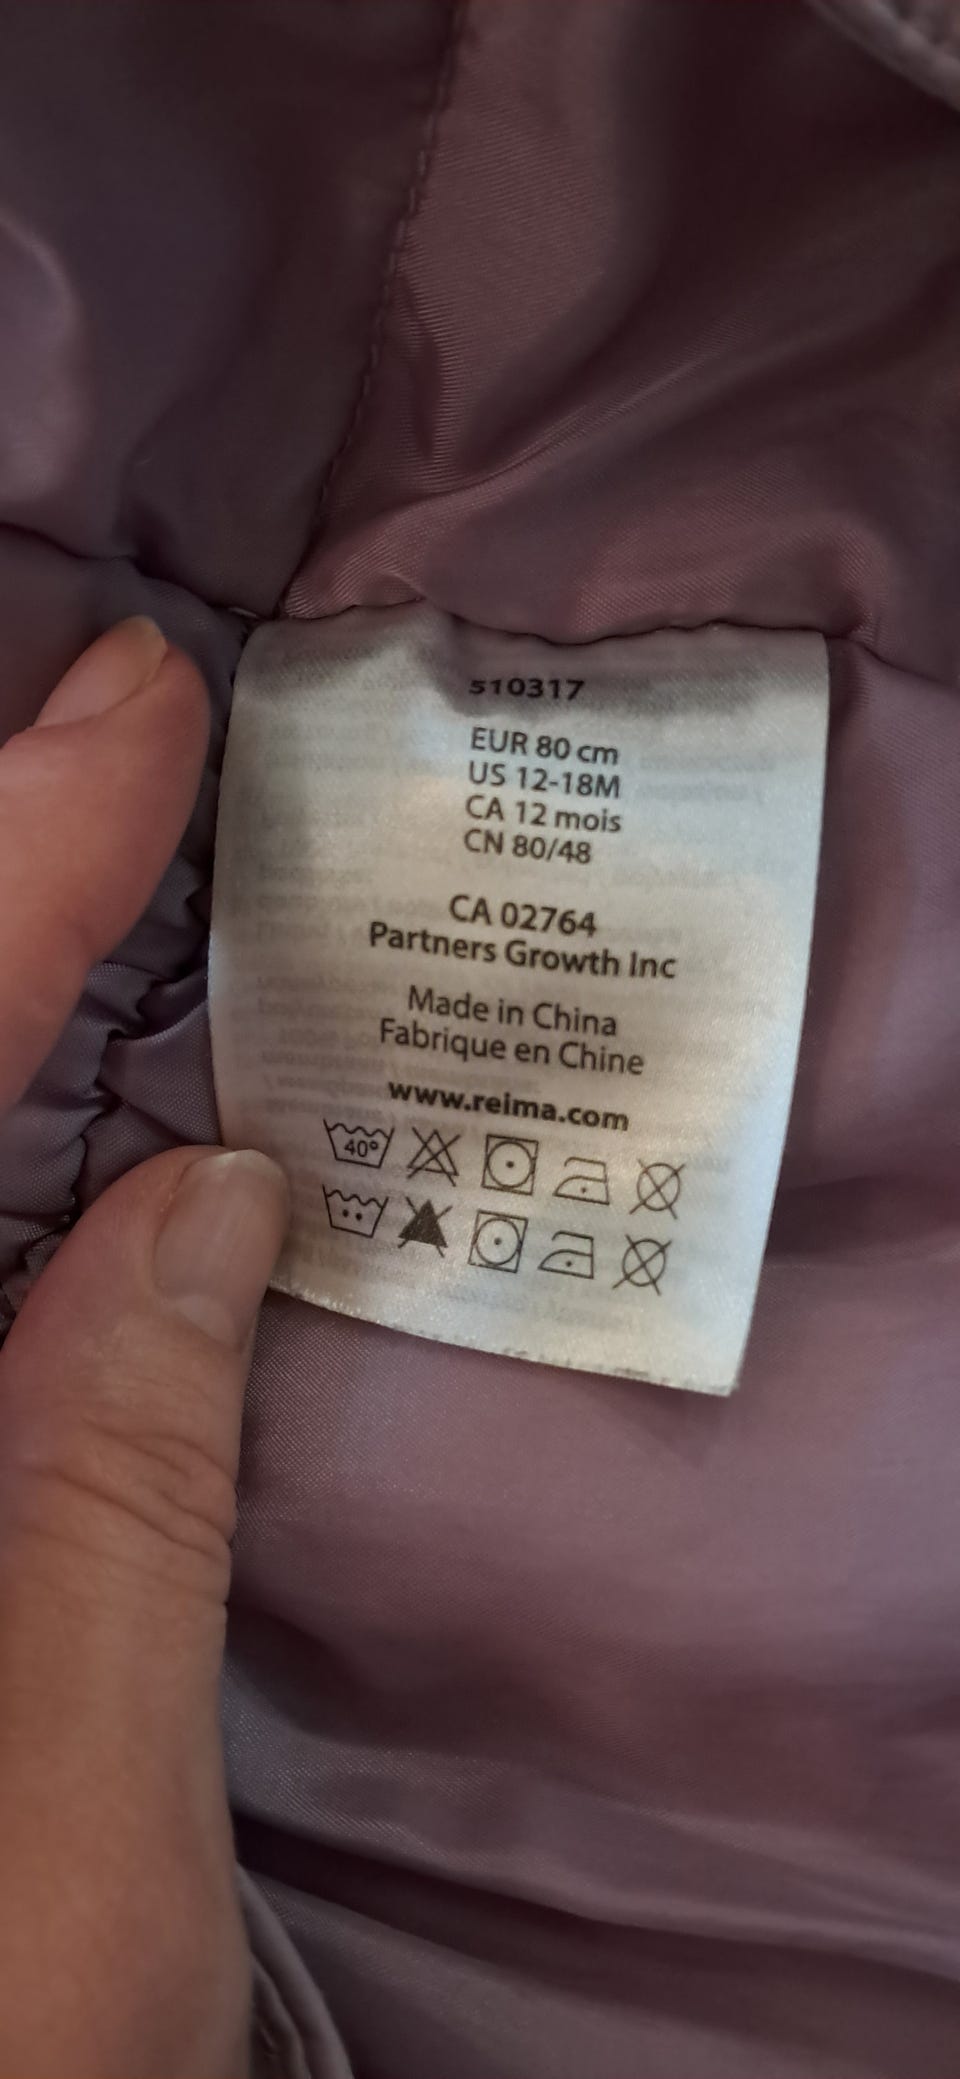 510317
EUR 80 cm
US 12-18M
CA 12 mois
CN 80/48
CA 02764
Partners Growth Inc
Made in China
Fabrique en Chine
www.reima.com
40°